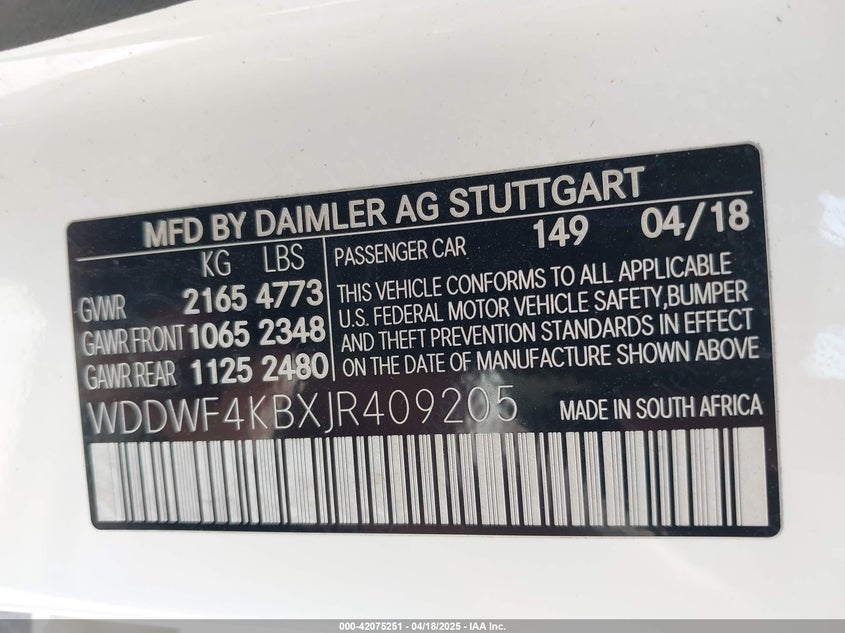 MFD BY DAIMLER AG STUTTGART
KG LBS
GVWR 2165 4773
GAWR FRONT 1065 2348
GAWR REAR 1125 2480
PASSENGER CAR 149 04/18
THIS VEHICLE CONFORMS TO ALL APPLICABLE
U.S. FEDERAL MOTOR VEHICLE SAFETY,BUMPER
AND THEFT PREVENTION STANDARDS IN EFFECT
ON THE DATE OF MANUFACTURE SHOWN ABOVE
WDDWF4KBXJR409205 MADE IN SOUTH AFRICA
000-42075251 - 04/18/2025 - IAA Inc.